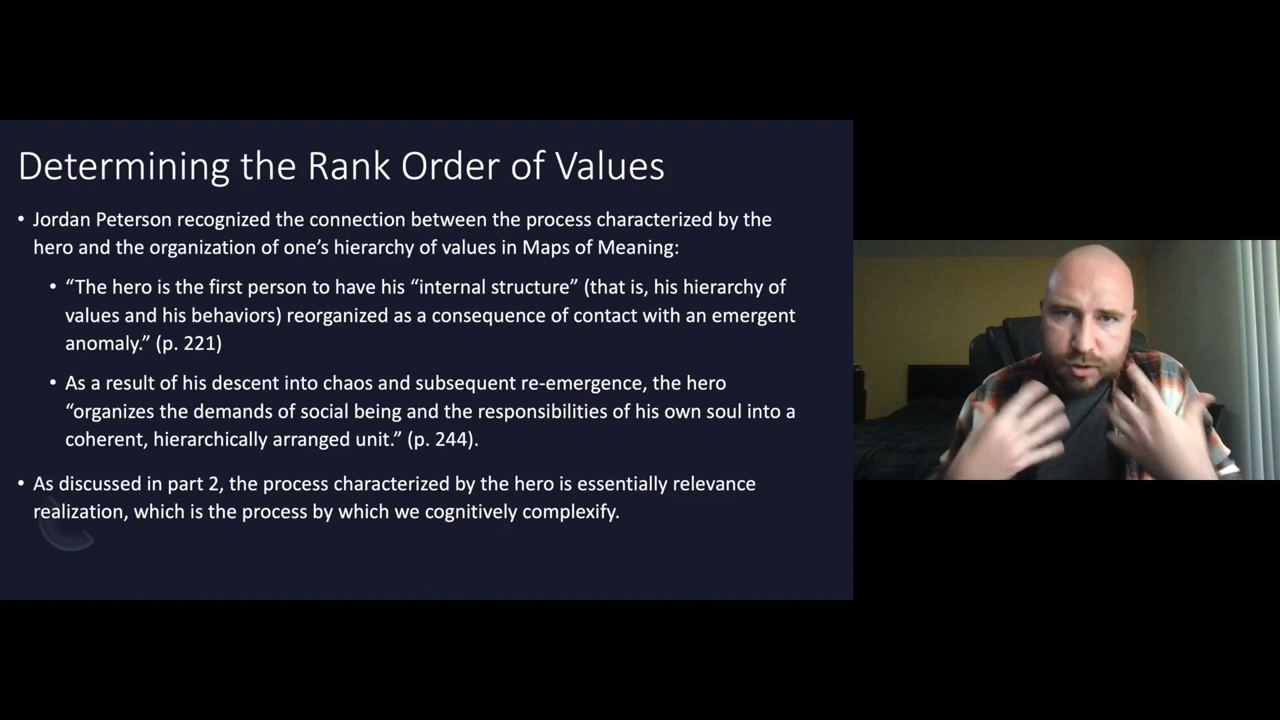 Determining the Rank Order of Values
• Jordan Peterson recognized the connection between the process characterized by the
hero and the organization of one’s hierarchy of values in Maps of Meaning:
• “The hero is the first person to have his “internal structure” (that is, his hierarchy of
values and his behaviors) reorganized as a consequence of contact with an emergent
anomaly.” (p. 221)
• As a result of his descent into chaos and subsequent re-emergence, the hero
“organizes the demands of social being and the responsibilities of his own soul into a
coherent, hierarchically arranged unit.” (p. 244).
• As discussed in part 2, the process characterized by the hero is essentially relevance
realization, which is the process by which we cognitively complexify.